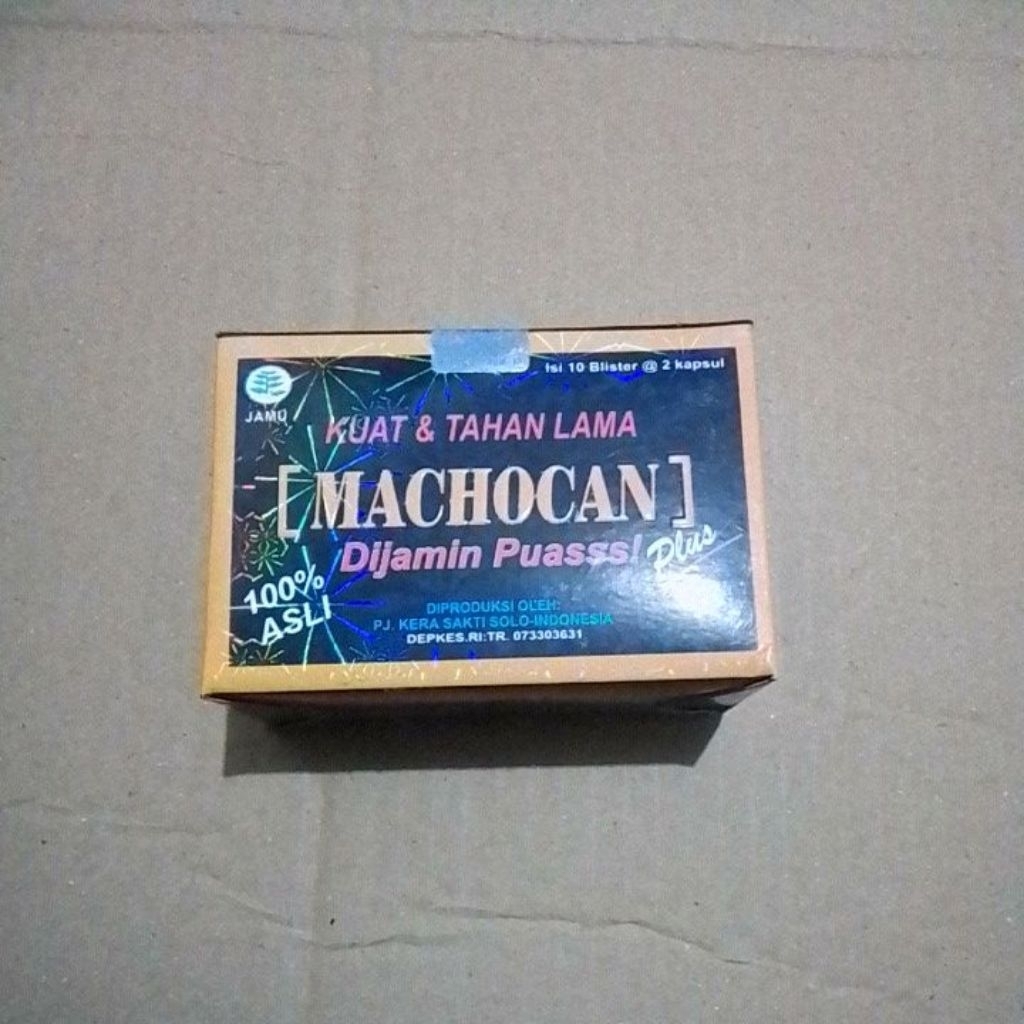 Isi 10 Blister @ 2 kapsul
JAMU
KUAT & TAHAN LAMA
[MACHOCAN]
Dijamin Puasss! Plus
100%
ASLI
DIPRODUKSI OLEH:
PJ. KERA SAKTI SOLO-INDONESIA
DEPKES.RI:TR. 073303631